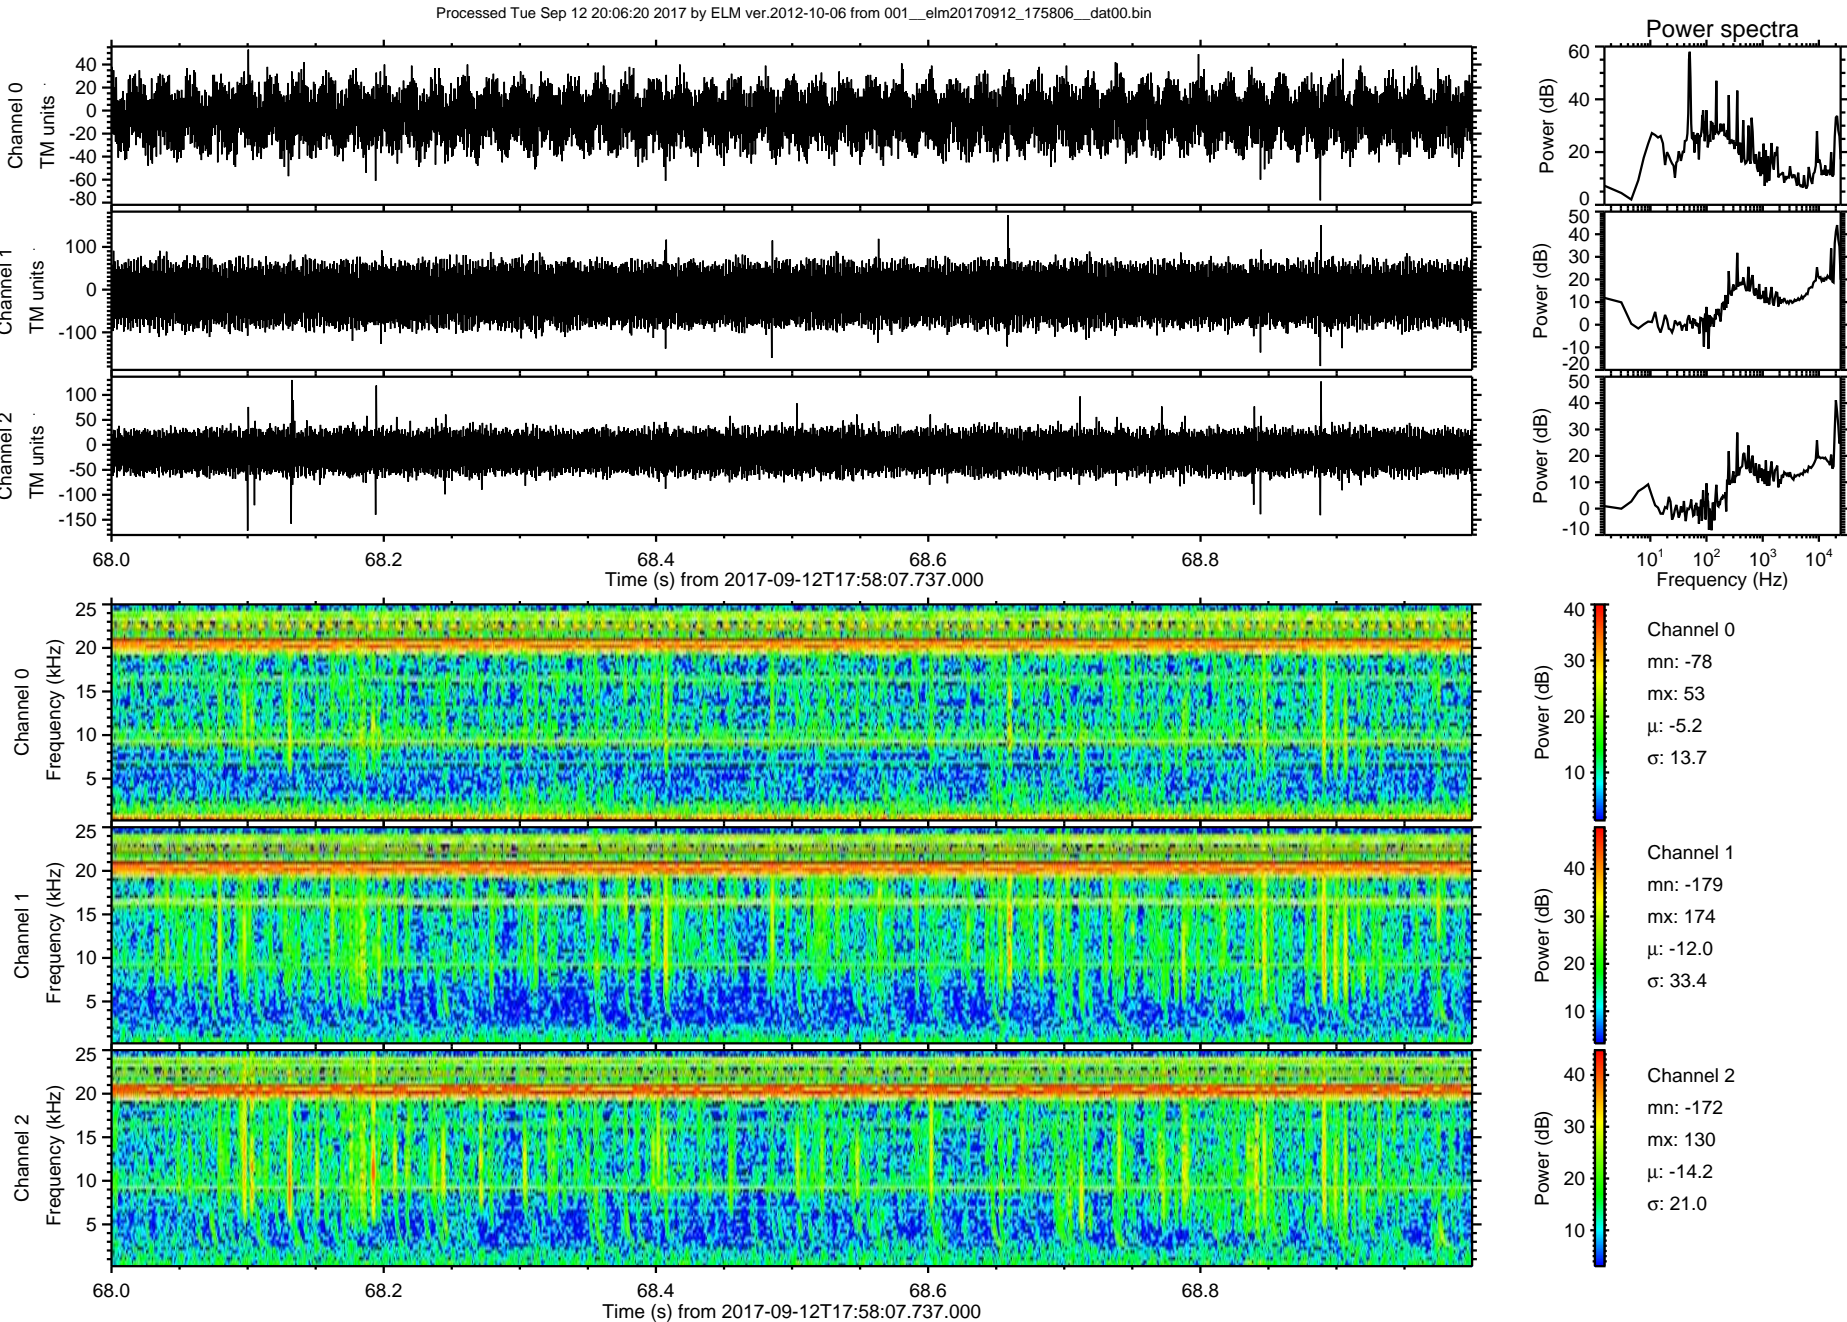 Processed Tue Sep 12 20:06:20 2017 by ELM ver.2012-10-06 from 001__elm20170912_175806__dat00.bin
Power spectra
Channel 0
TM units
40
20
0
-20
-40
-60
-80
Power (dB)
60
40
20
0
Channel 1
TM units
100
0
-100
Power (dB)
50
40
30
20
10
0
-10
-20
Channel 2
TM units
100
50
0
-50
-100
-150
Power (dB)
50
40
30
20
10
0
-10
68.0 68.2 68.4 68.6 68.8
Time (s) from 2017-09-12T17:58:07.737.000
10^1 10^2 10^3 10^4
Frequency (Hz)
Channel 0
Frequency (kHz)
25
20
15
10
5
Power (dB)
40
30
20
10
Channel 0
mn: -78
mx: 53
μ: -5.2
σ: 13.7
Channel 1
Frequency (kHz)
25
20
15
10
5
Power (dB)
40
30
20
10
Channel 1
mn: -179
mx: 174
μ: -12.0
σ: 33.4
Channel 2
Frequency (kHz)
25
20
15
10
5
Power (dB)
40
30
20
10
Channel 2
mn: -172
mx: 130
μ: -14.2
σ: 21.0
68.0 68.2 68.4 68.6 68.8
Time (s) from 2017-09-12T17:58:07.737.000